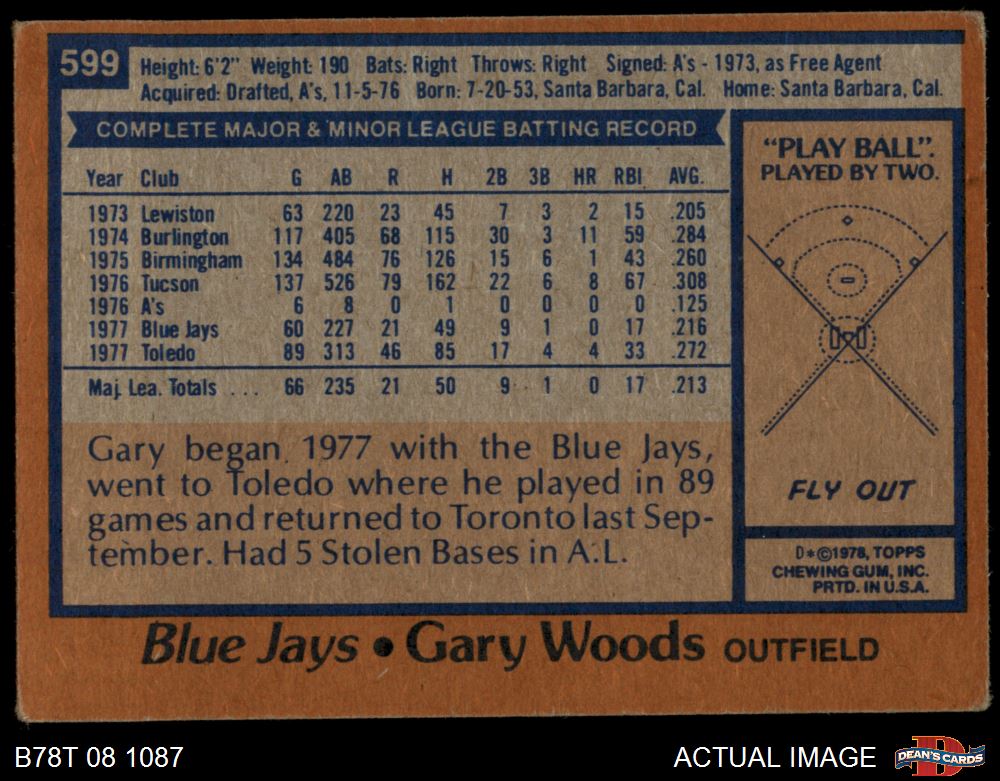 599
Height: 6'2" Weight: 190 Bats: Right Throws: Right Signed: A's - 1973, as Free Agent
Acquired: Drafted, A's, 11-5-76 Born: 7-20-53, Santa Barbara, Cal. Home: Santa Barbara, Cal.
COMPLETE MAJOR & MINOR LEAGUE BATTING RECORD
Year Club G AB R H 2B 3B HR RBI AVG.
1973 Lewiston 63 220 23 45 7 3 2 15 .205
1974 Burlington 117 405 68 115 30 3 11 59 .284
1975 Birmingham 134 484 76 126 15 6 1 43 .260
1976 Tucson 137 526 79 162 22 6 8 67 .308
1976 A's 6 8 0 1 0 0 0 0 .125
1977 Blue Jays 60 227 21 49 9 1 0 17 .216
1977 Toledo 89 313 46 85 17 4 4 33 .272
Maj. Lea. Totals ... 66 235 21 50 9 1 0 17 .213
Gary began 1977 with the Blue Jays,
went to Toledo where he played in 89
games and returned to Toronto last Sep-
tember. Had 5 Stolen Bases in A.L.
"PLAY BALL".
PLAYED BY TWO.
FLY OUT
D*©1978, TOPPS
CHEWING GUM, INC.
PRTD. IN U.S.A.
Blue Jays • Gary Woods OUTFIELD
B78T 08 1087
ACTUAL IMAGE
D
DEAN'S CARDS